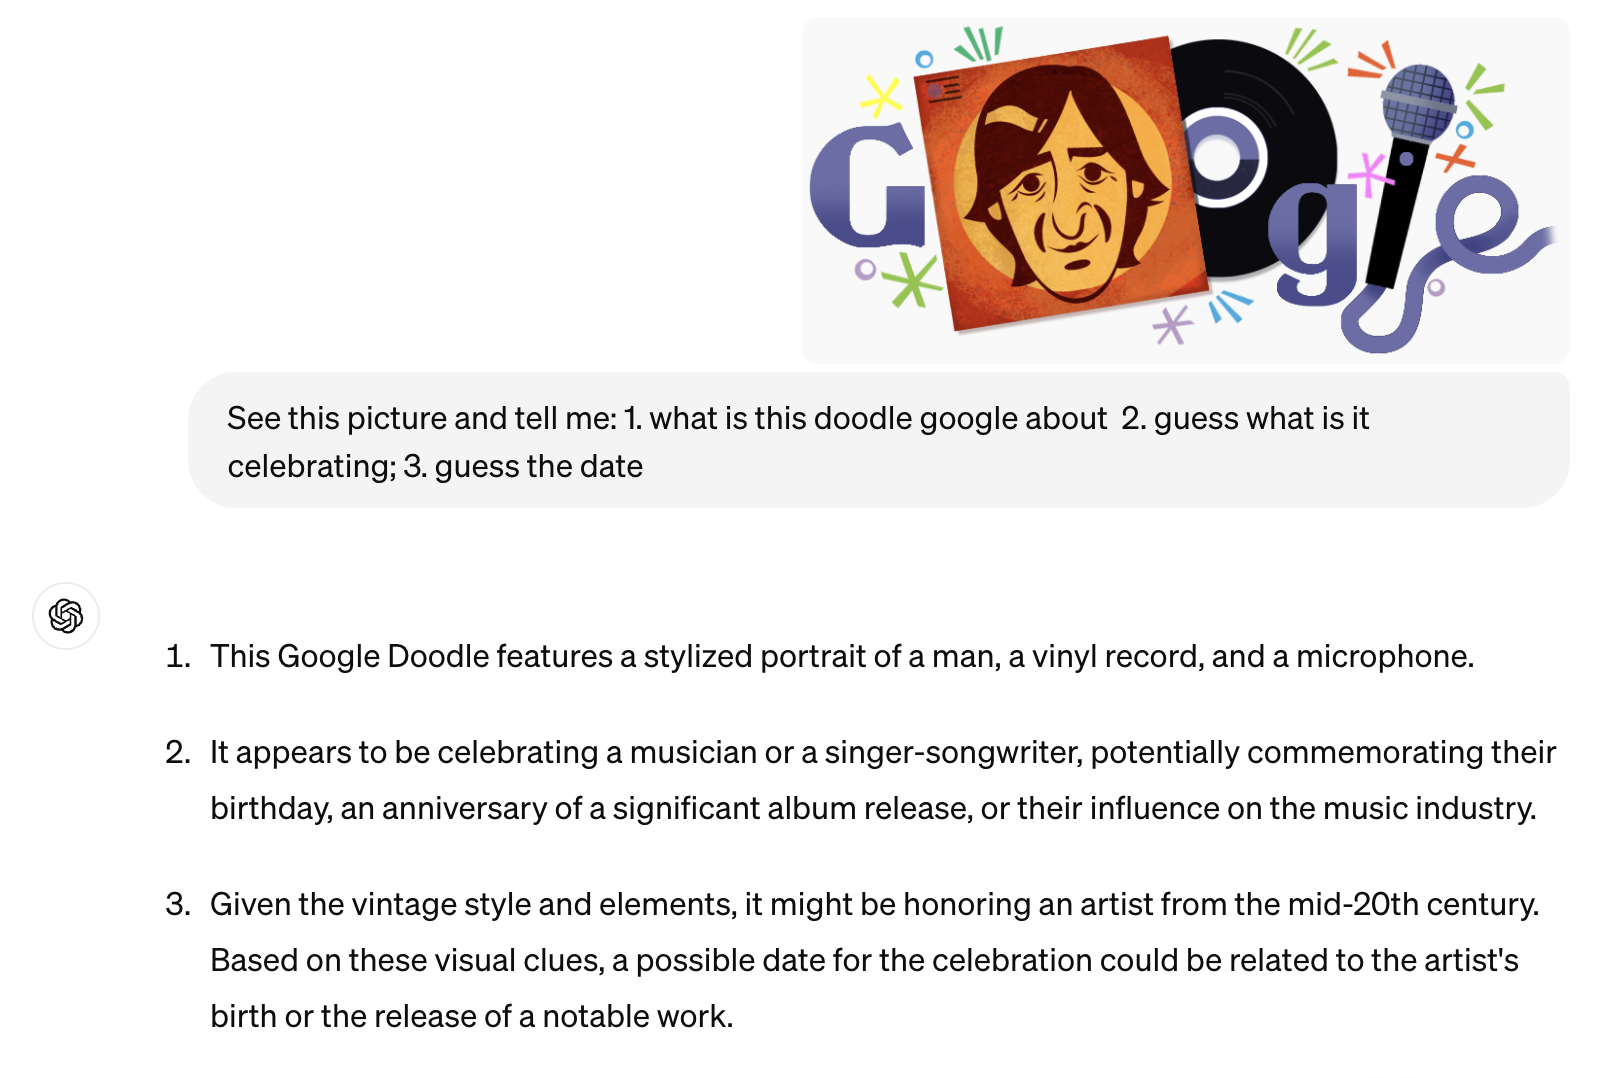 Google
See this picture and tell me: 1. what is this doodle google about  2. guess what is it
celebrating; 3. guess the date
1. This Google Doodle features a stylized portrait of a man, a vinyl record, and a microphone.
2. It appears to be celebrating a musician or a singer-songwriter, potentially commemorating their
birthday, an anniversary of a significant album release, or their influence on the music industry.
3. Given the vintage style and elements, it might be honoring an artist from the mid-20th century.
Based on these visual clues, a possible date for the celebration could be related to the artist's
birth or the release of a notable work.